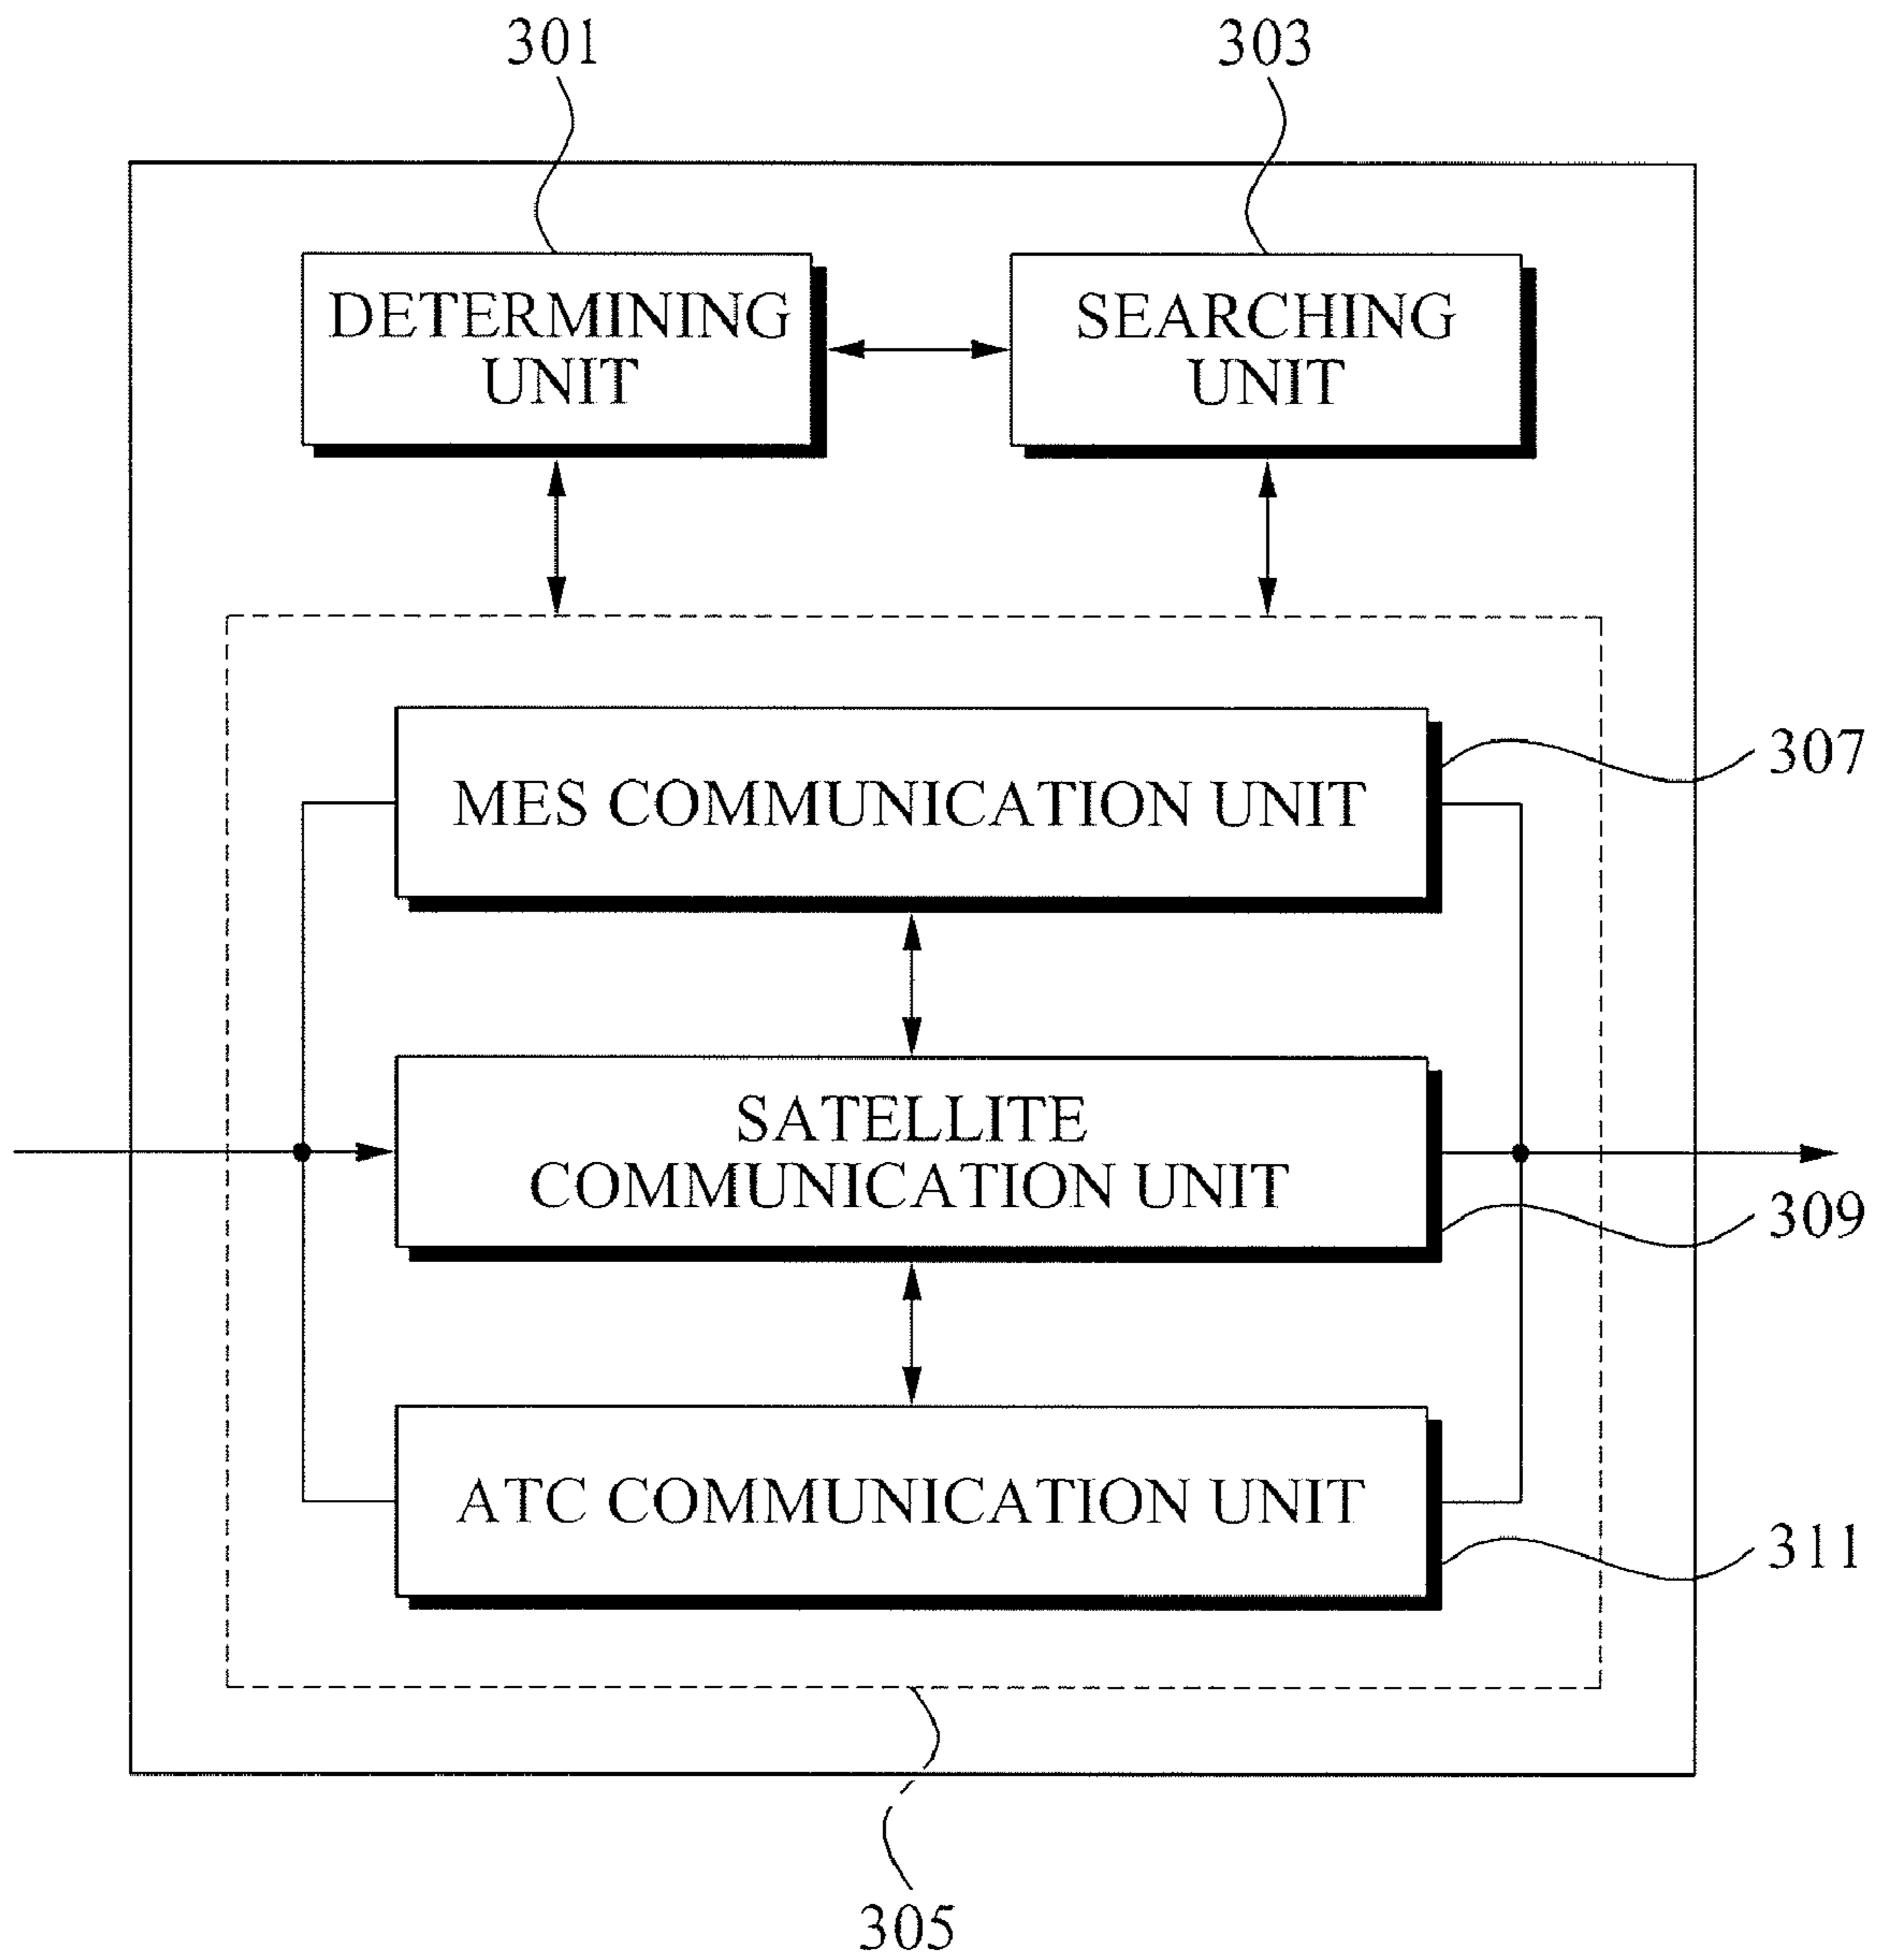 301
303
DETERMINING
UNIT
SEARCHING
UNIT
MES COMMUNICATION UNIT
307
SATELLITE
COMMUNICATION UNIT
309
ATC COMMUNICATION UNIT
311
305